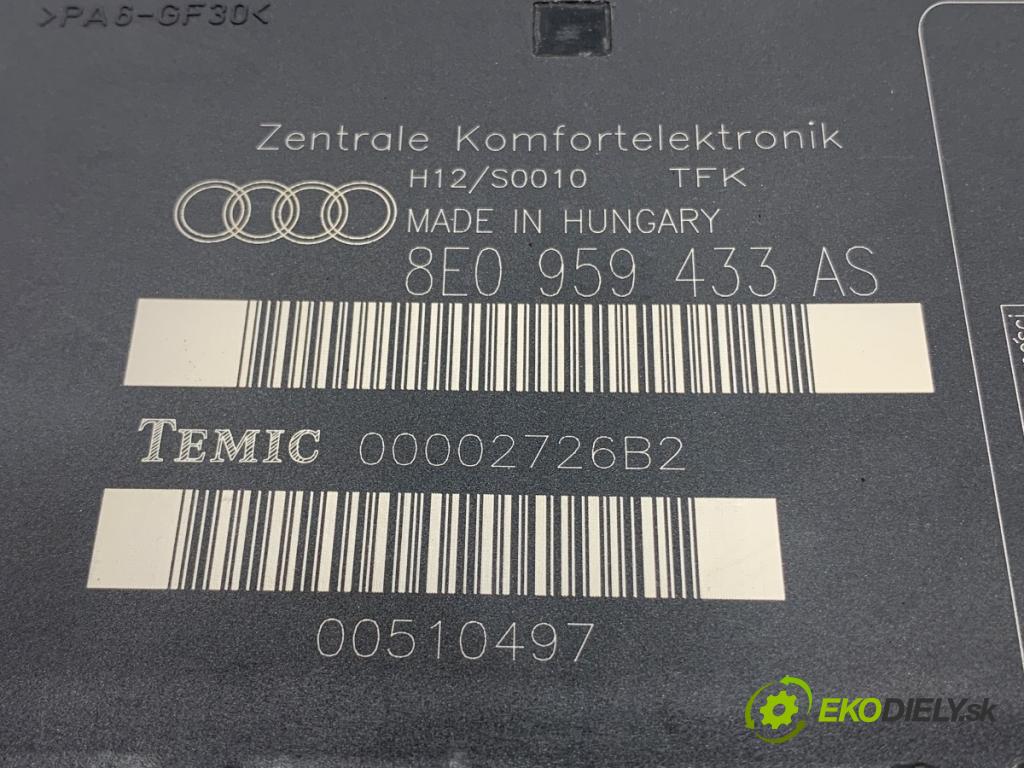 >PA6-GF30<
Zentrale Komfortelektronik
H12/S0010 TFK
MADE IN HUNGARY
8E0 959 433 AS
TEMIC 00002726B2
00510497
EKODIELY.sk